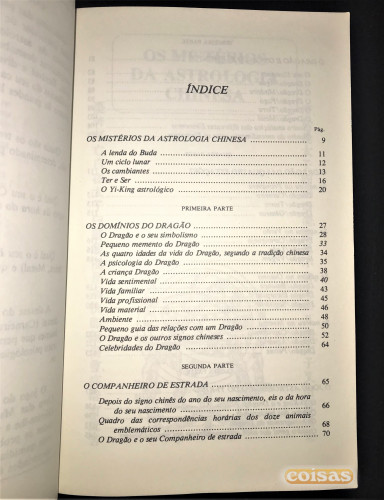 ÍNDICE
Pág.
OS MISTÉRIOS DA ASTROLOGIA CHINESA 9
A lenda do Buda 11
Um ciclo lunar 12
Os cambiantes 13
Ter e Ser 16
O Yi-King astrológico 20
PRIMEIRA PARTE
OS DOMÍNIOS DO DRAGÃO 27
O Dragão e o seu simbolismo 28
Pequeno memento do Dragão 33
As quatro idades da vida do Dragão, segundo a tradição chinesa 34
A psicologia do Dragão 35
A criança Dragão 38
Vida sentimental 40
Vida familiar 43
Vida profissional 45
Vida material 46
Ambiente 48
Pequeno guia das relações com um Dragão 50
O Dragão e os outros signos chineses 52
Celebridades do Dragão 64
SEGUNDA PARTE
O COMPANHEIRO DE ESTRADA 65
Depois do signo chinês do ano do seu nascimento, eis o da hora
do seu nascimento 66
Quadro das correspondências horárias dos doze animais
emblemáticos 68
O Dragão e o seu Companheiro de estrada 70
coisas